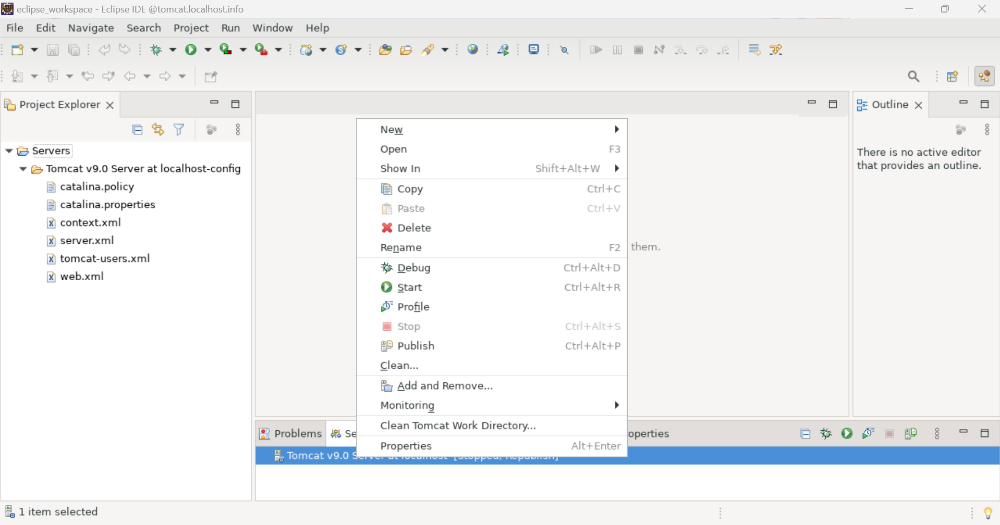 eclipse_workspace - Eclipse IDE @tomcat.localhost.info
File Edit Navigate Search Project Run Window Help
Project Explorer
Servers
Tomcat v9.0 Server at localhost-config
catalina.policy
catalina.properties
context.xml
server.xml
tomcat-users.xml
web.xml
New
Open F3
Show In Shift+Alt+W
Copy Ctrl+C
Paste Ctrl+V
Delete
Rename F2
Debug Ctrl+Alt+D
Start Ctrl+Alt+R
Profile
Stop Ctrl+Alt+S
Publish Ctrl+Alt+P
Clean...
Add and Remove...
Monitoring
Clean Tomcat Work Directory...
Properties Alt+Enter
them.
Outline
There is no active editor
that provides an outline.
Problems Se operties
Tomcat v9.0 Server at localhost [Stopped, Republish]
1 item selected